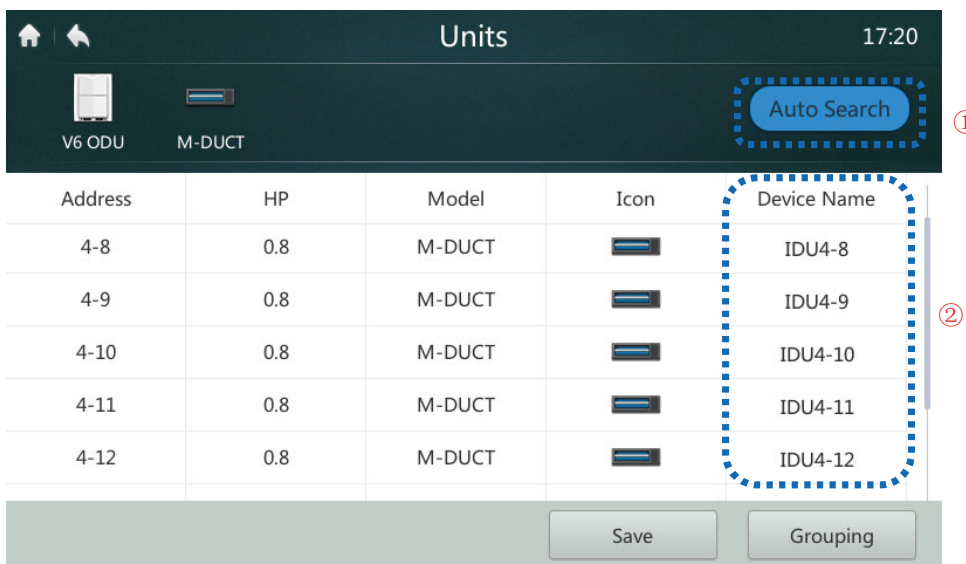 Units 17:20
V6 ODU M-DUCT Auto Search ①
Address HP Model Icon Device Name
4-8 0.8 M-DUCT IDU4-8
4-9 0.8 M-DUCT IDU4-9
4-10 0.8 M-DUCT IDU4-10
4-11 0.8 M-DUCT IDU4-11
4-12 0.8 M-DUCT IDU4-12
②
Save Grouping